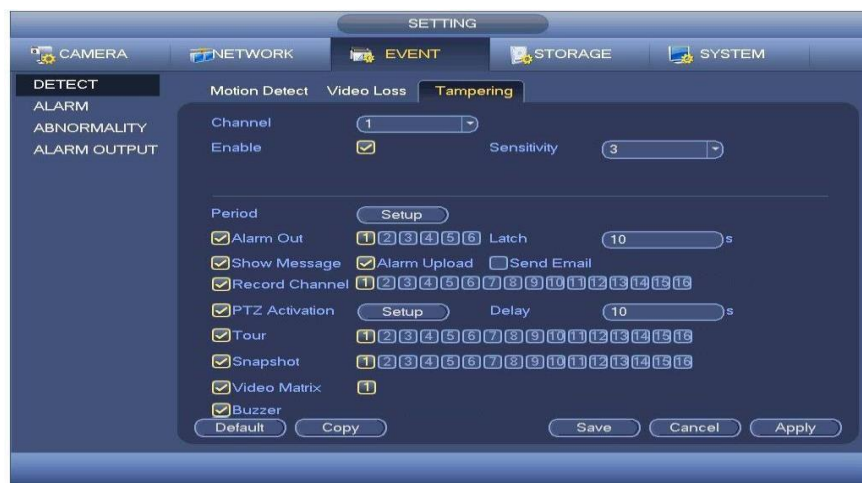 SETTING
CAMERA NETWORK EVENT STORAGE SYSTEM
DETECT
ALARM
ABNORMALITY
ALARM OUTPUT
Motion Detect Video Loss Tampering
Channel 1
Enable Sensitivity 3
Period Setup
Alarm Out 1 2 3 4 5 6 Latch 10 s
Show Message Alarm Upload Send Email
Record Channel 1 2 3 4 5 6 7 8 9 10 11 12 13 14 15 16
PTZ Activation Setup Delay 10 s
Tour 1 2 3 4 5 6 7 8 9 10 11 12 13 14 15 16
Snapshot 1 2 3 4 5 6 7 8 9 10 11 12 13 14 15 16
Video Matrix 1
Buzzer
Default Copy Save Cancel Apply